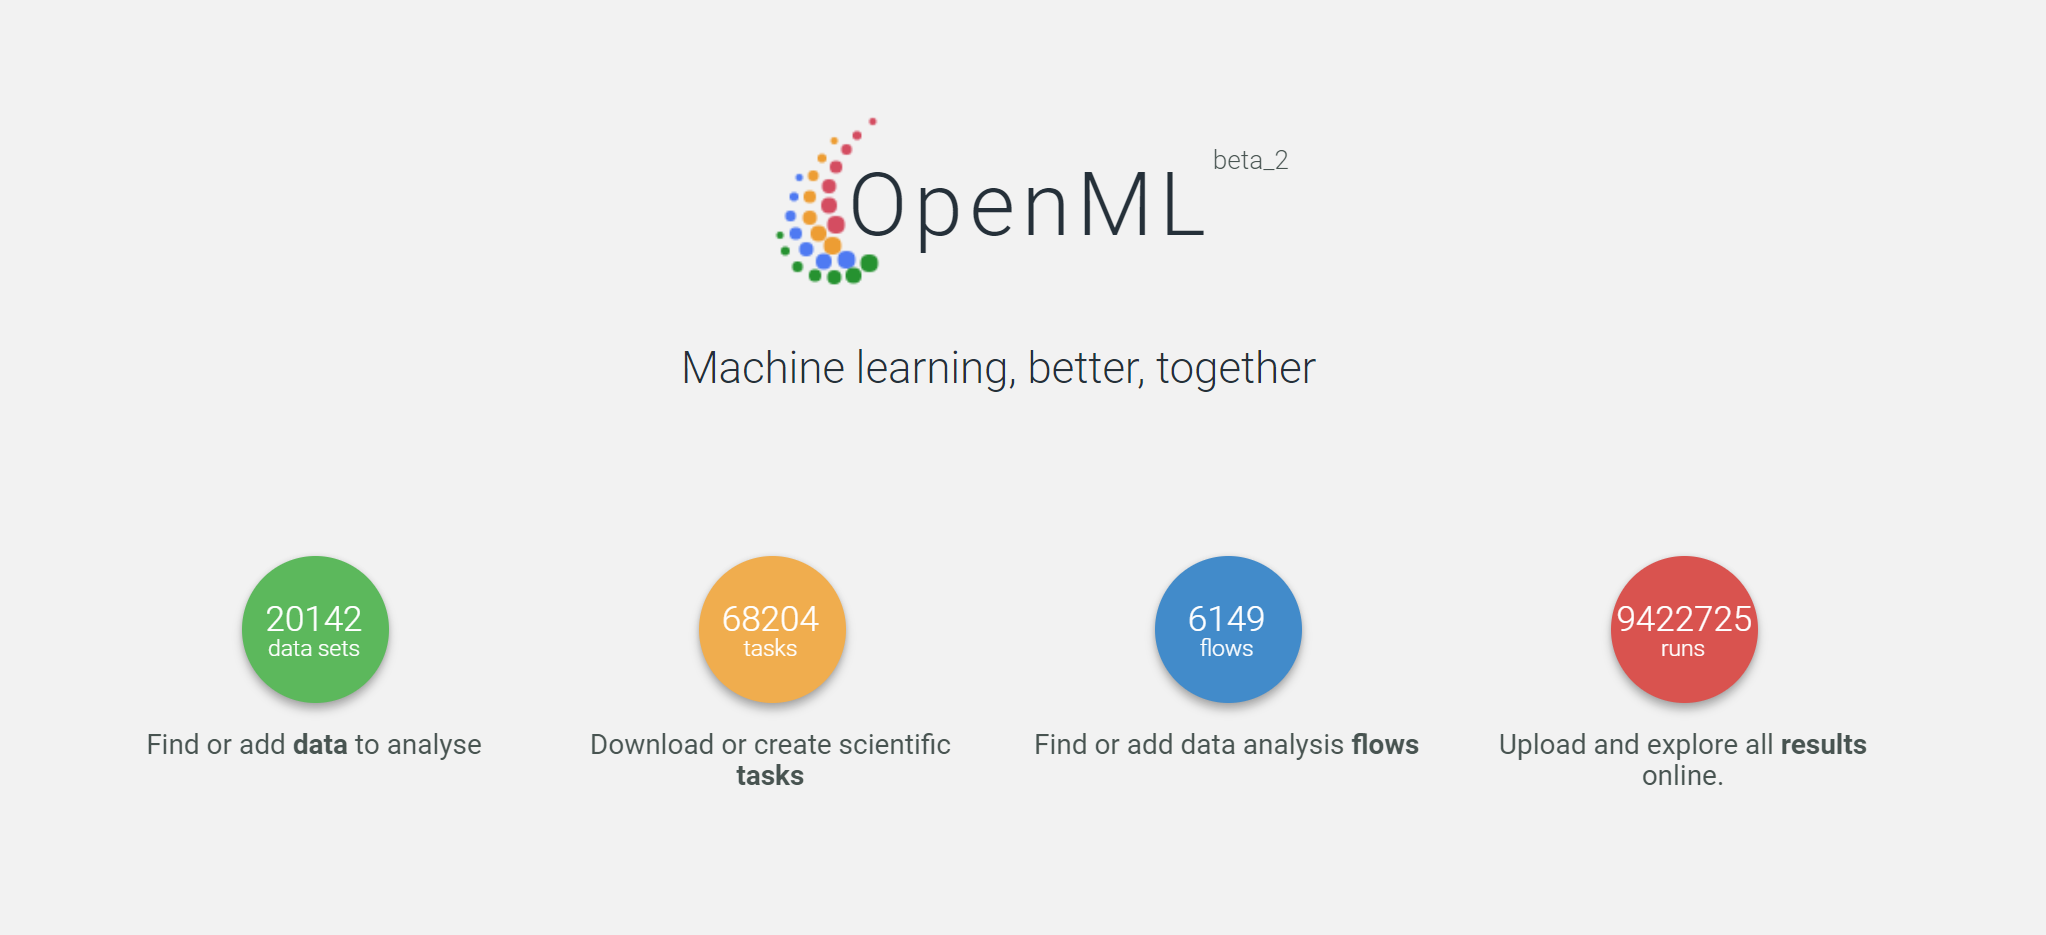 OpenML beta_2
Machine learning, better, together
20142
data sets
Find or add data to analyse
68204
tasks
Download or create scientific
tasks
6149
flows
Find or add data analysis flows
9422725
runs
Upload and explore all results
online.